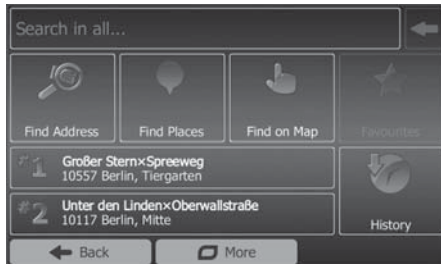 Search in all...
Find Address
Find Places
Find on Map
Favourites
#1 Großer Stern×Spreeweg
10557 Berlin, Tiergarten
#2 Unter den Linden×Oberwallstraße
10117 Berlin, Mitte
History
Back
More